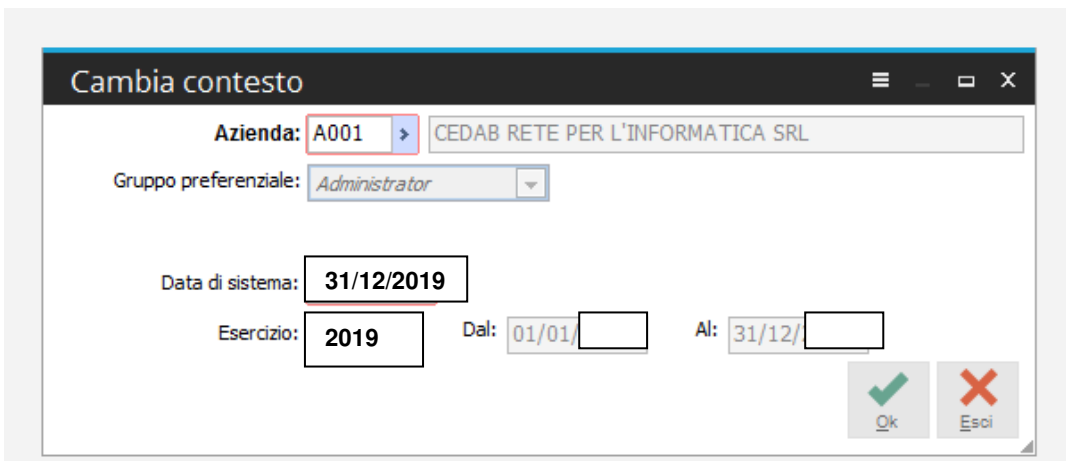 Cambia contesto
Azienda: A001 CEDAB RETE PER L'INFORMATICA SRL
Gruppo preferenziale: Administrator
Data di sistema: 31/12/2019
Esercizio: 2019 Dal: 01/01/ Al: 31/12/
Ok Esci